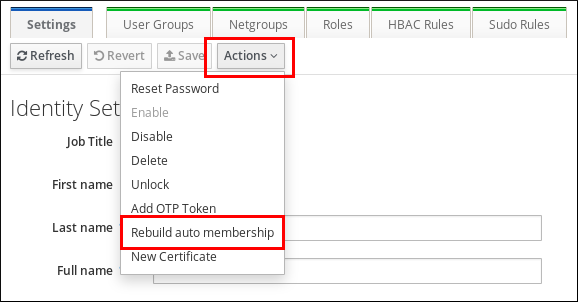 Settings User Groups Netgroups Roles HBAC Rules Sudo Rules
Refresh Revert Save Actions
Reset Password
Enable
Identity Set
Disable
Job Title
Delete
First name Unlock
Add OTP Token
Last name Rebuild auto membership
New Certificate
Full name